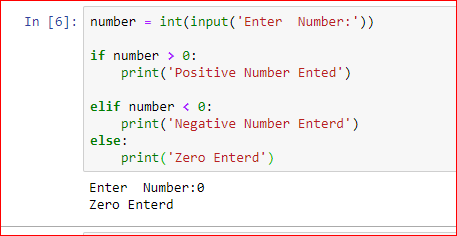 In [6]: number = int(input('Enter  Number:'))
if number > 0:
    print('Positive Number Ented')
elif number < 0:
    print('Negative Number Enterd')
else:
    print('Zero Enterd')
Enter  Number:0
Zero Enterd